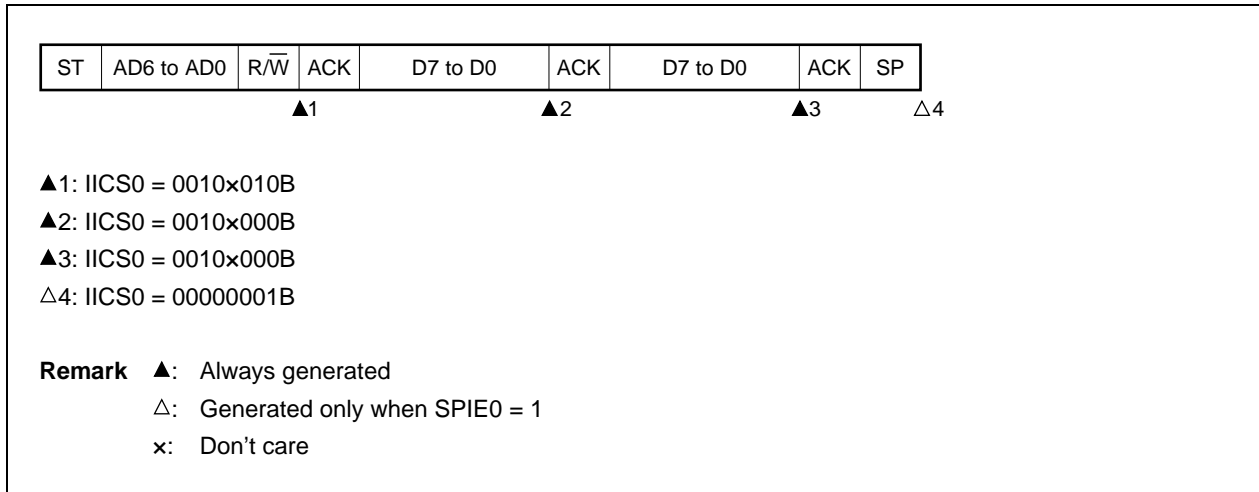 ST AD6 to AD0 R/W̅ ACK D7 to D0 ACK D7 to D0 ACK SP
▲1 ▲2 ▲3 △4
▲1: IICS0 = 0010×010B
▲2: IICS0 = 0010×000B
▲3: IICS0 = 0010×000B
△4: IICS0 = 00000001B
Remark ▲: Always generated
△: Generated only when SPIE0 = 1
×: Don't care